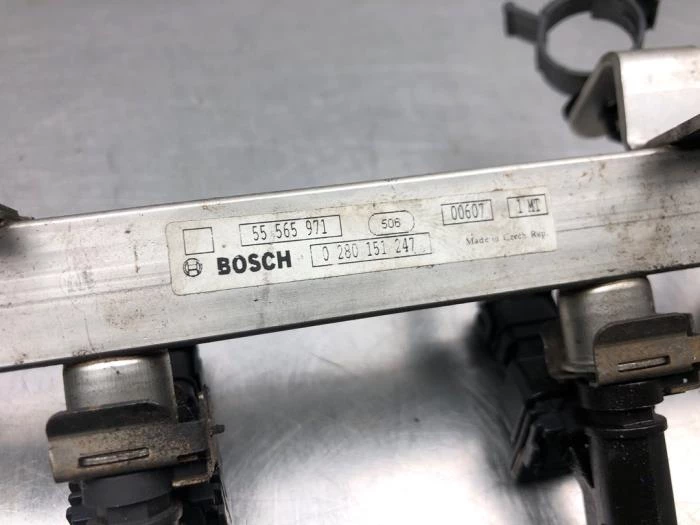 55 565 971 506 00607 1 MT
Made in Czech Rep.
BOSCH 0 280 151 247